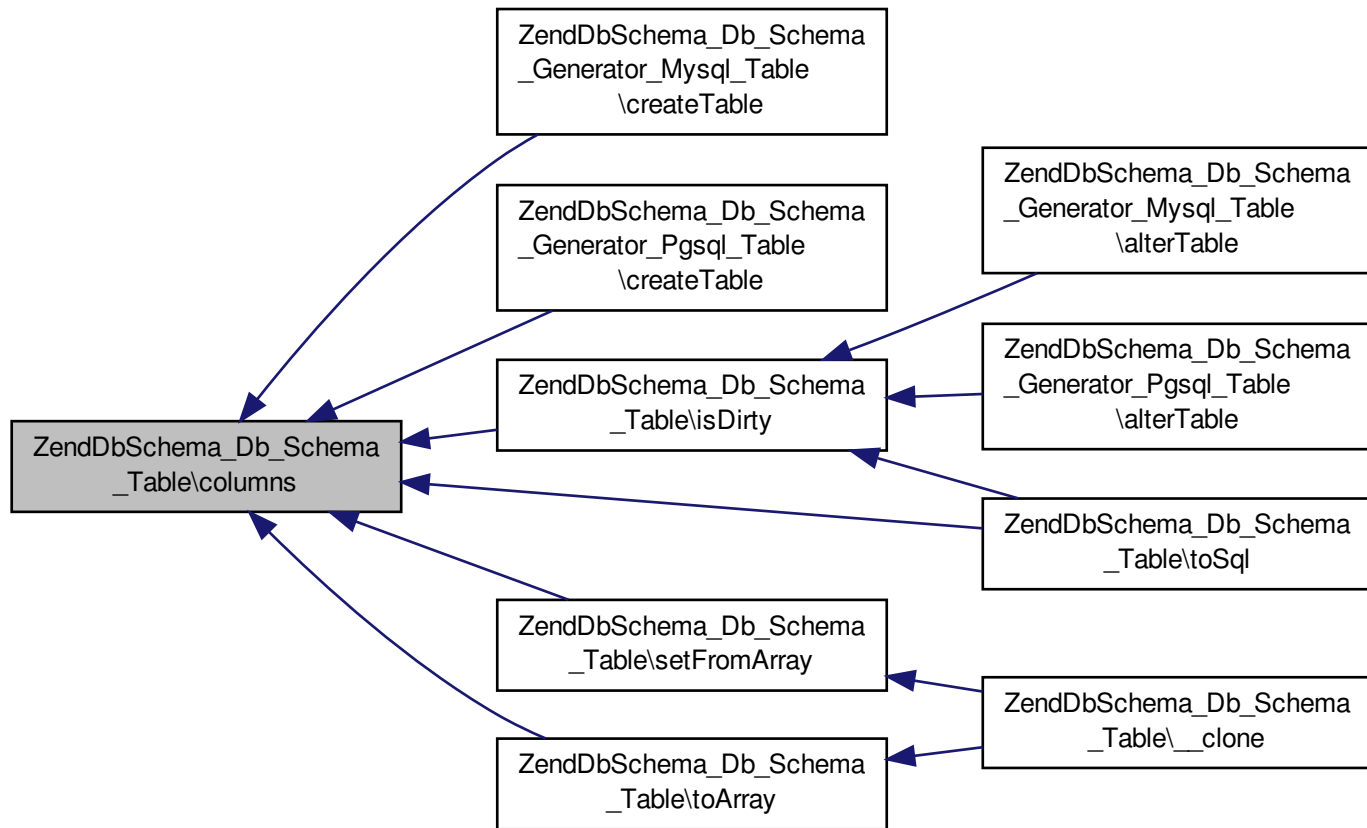 ZendDbSchema_Db_Schema
_Generator_Mysql_Table
\createTable
ZendDbSchema_Db_Schema
_Generator_Pgsql_Table
\createTable
ZendDbSchema_Db_Schema
_Table\isDirty
ZendDbSchema_Db_Schema
_Generator_Mysql_Table
\alterTable
ZendDbSchema_Db_Schema
_Generator_Pgsql_Table
\alterTable
ZendDbSchema_Db_Schema
_Table\columns
ZendDbSchema_Db_Schema
_Table\toSql
ZendDbSchema_Db_Schema
_Table\setFromArray
ZendDbSchema_Db_Schema
_Table\__clone
ZendDbSchema_Db_Schema
_Table\toArray